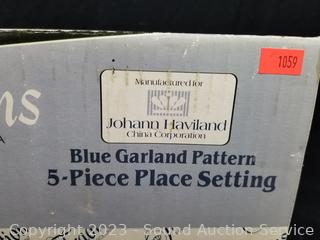 1059
Manufactured for
Johann Haviland
China Corporation
Blue Garland Pattern
5-Piece Place Setting
Copyright 2023 Sound Auction Service